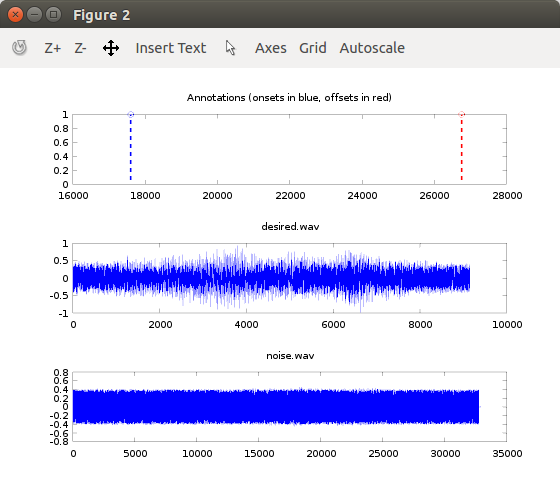 Figure 2
Z+ Z- Insert Text Axes Grid Autoscale
Annotations (onsets in blue, offsets in red)
1
0.8
0.6
0.4
0.2
0
16000 18000 20000 22000 24000 26000 28000
desired.wav
1
0.5
0
-0.5
-1
0 2000 4000 6000 8000 10000
noise.wav
0.8
0.6
0.4
0.2
0
-0.2
-0.4
-0.6
-0.8
0 5000 10000 15000 20000 25000 30000 35000